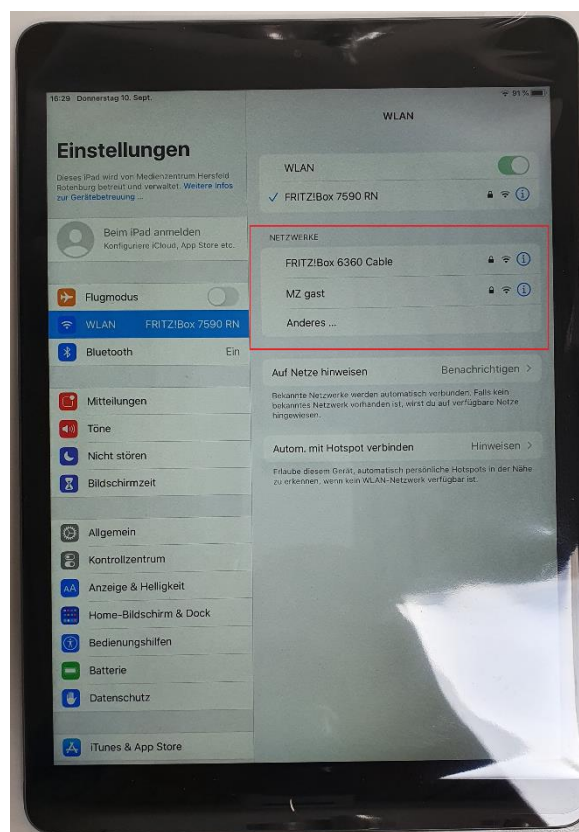 16:29 Donnerstag 10. Sept.
91 %
Einstellungen
Dieses iPad wird von Medienzentrum Hersfeld
Rotenburg betreut und verwaltet. Weitere Infos
zur Gerätebetreuung ...
Beim iPad anmelden
Konfiguriere iCloud, App Store etc.
Flugmodus
WLAN FRITZ!Box 7590 RN
Bluetooth Ein
Mitteilungen
Töne
Nicht stören
Bildschirmzeit
Allgemein
Kontrollzentrum
AA Anzeige & Helligkeit
Home-Bildschirm & Dock
Bedienungshilfen
Batterie
Datenschutz
iTunes & App Store
WLAN
WLAN
FRITZ!Box 7590 RN
NETZWERKE
FRITZ!Box 6360 Cable
MZ gast
Anderes ...
Auf Netze hinweisen Benachrichtigen
Bekannte Netzwerke werden automatisch verbunden. Falls kein
bekanntes Netzwerk vorhanden ist, wirst du auf verfügbare Netze
hingewiesen.
Autom. mit Hotspot verbinden Hinweisen
Erlaube diesem Gerät, automatisch persönliche Hotspots in der Nähe
zu erkennen, wenn kein WLAN-Netzwerk verfügbar ist.